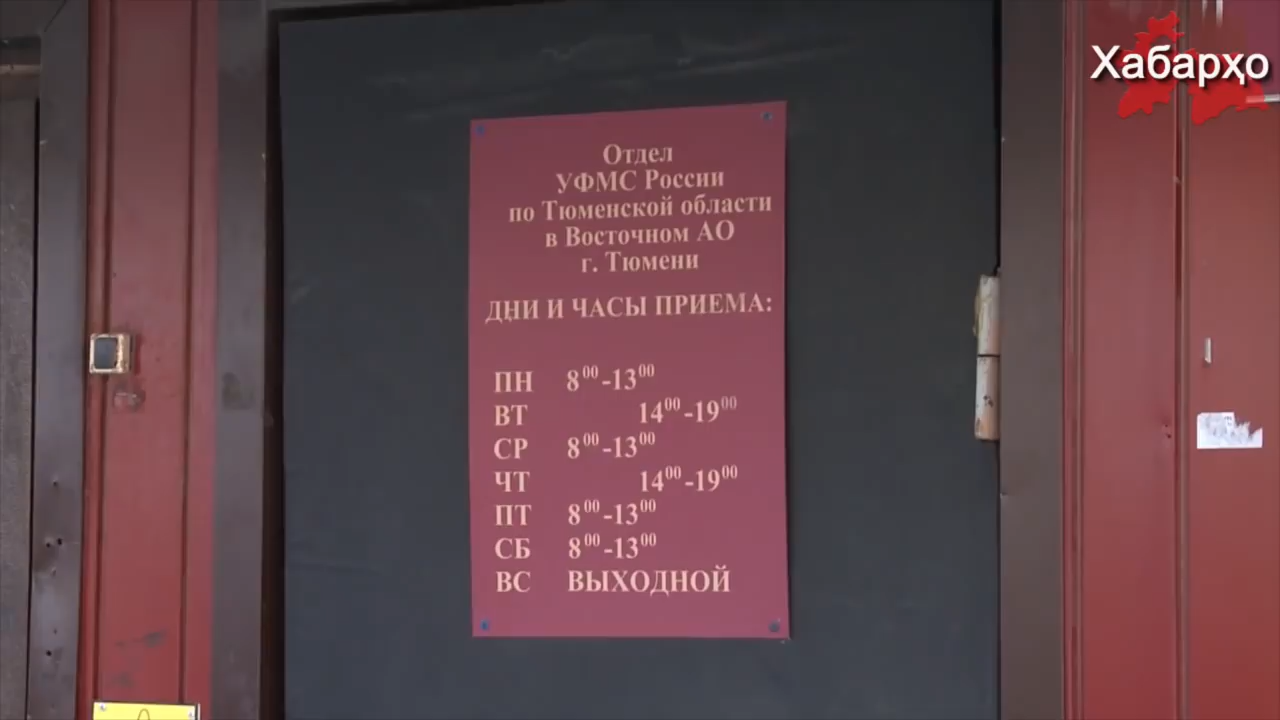 Хабарҳо
Отдел
УФМС России
по Тюменской области
в Восточном АО
г. Тюмени
ДНИ И ЧАСЫ ПРИЕМА:
ПН 8⁰⁰-13⁰⁰
ВТ 14⁰⁰-19⁰⁰
СР 8⁰⁰-13⁰⁰
ЧТ 14⁰⁰-19⁰⁰
ПТ 8⁰⁰-13⁰⁰
СБ 8⁰⁰-13⁰⁰
ВС ВЫХОДНОЙ